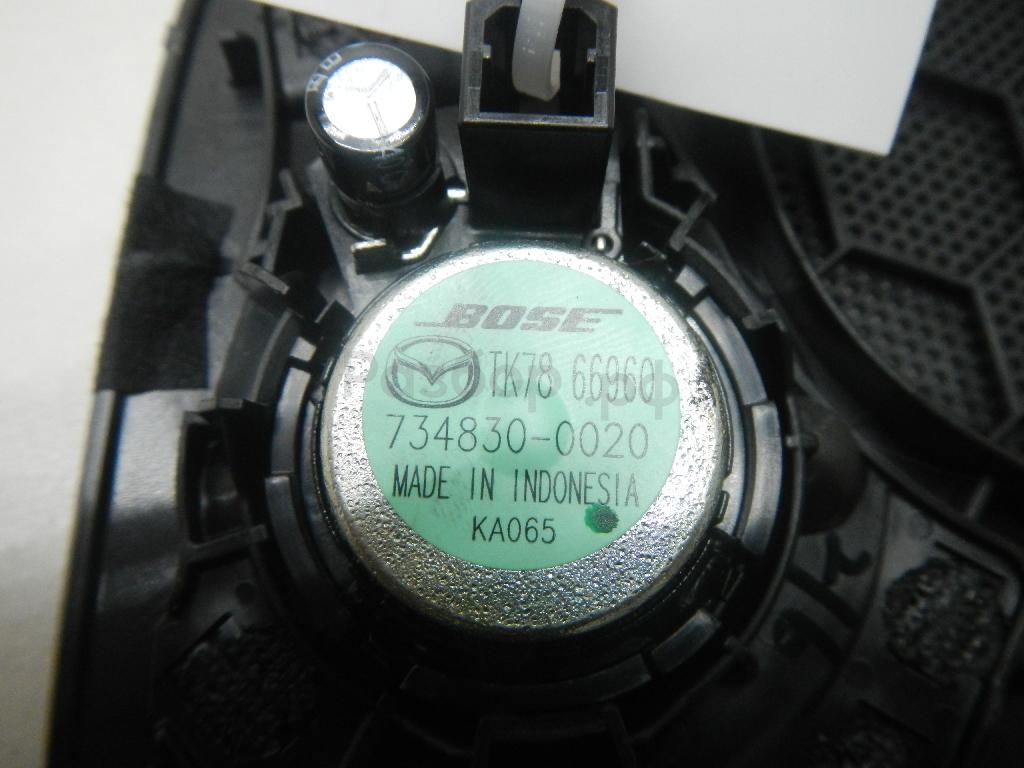 BOSE
TK78 66960
734830-0020
MADE IN INDONESIA
KA065